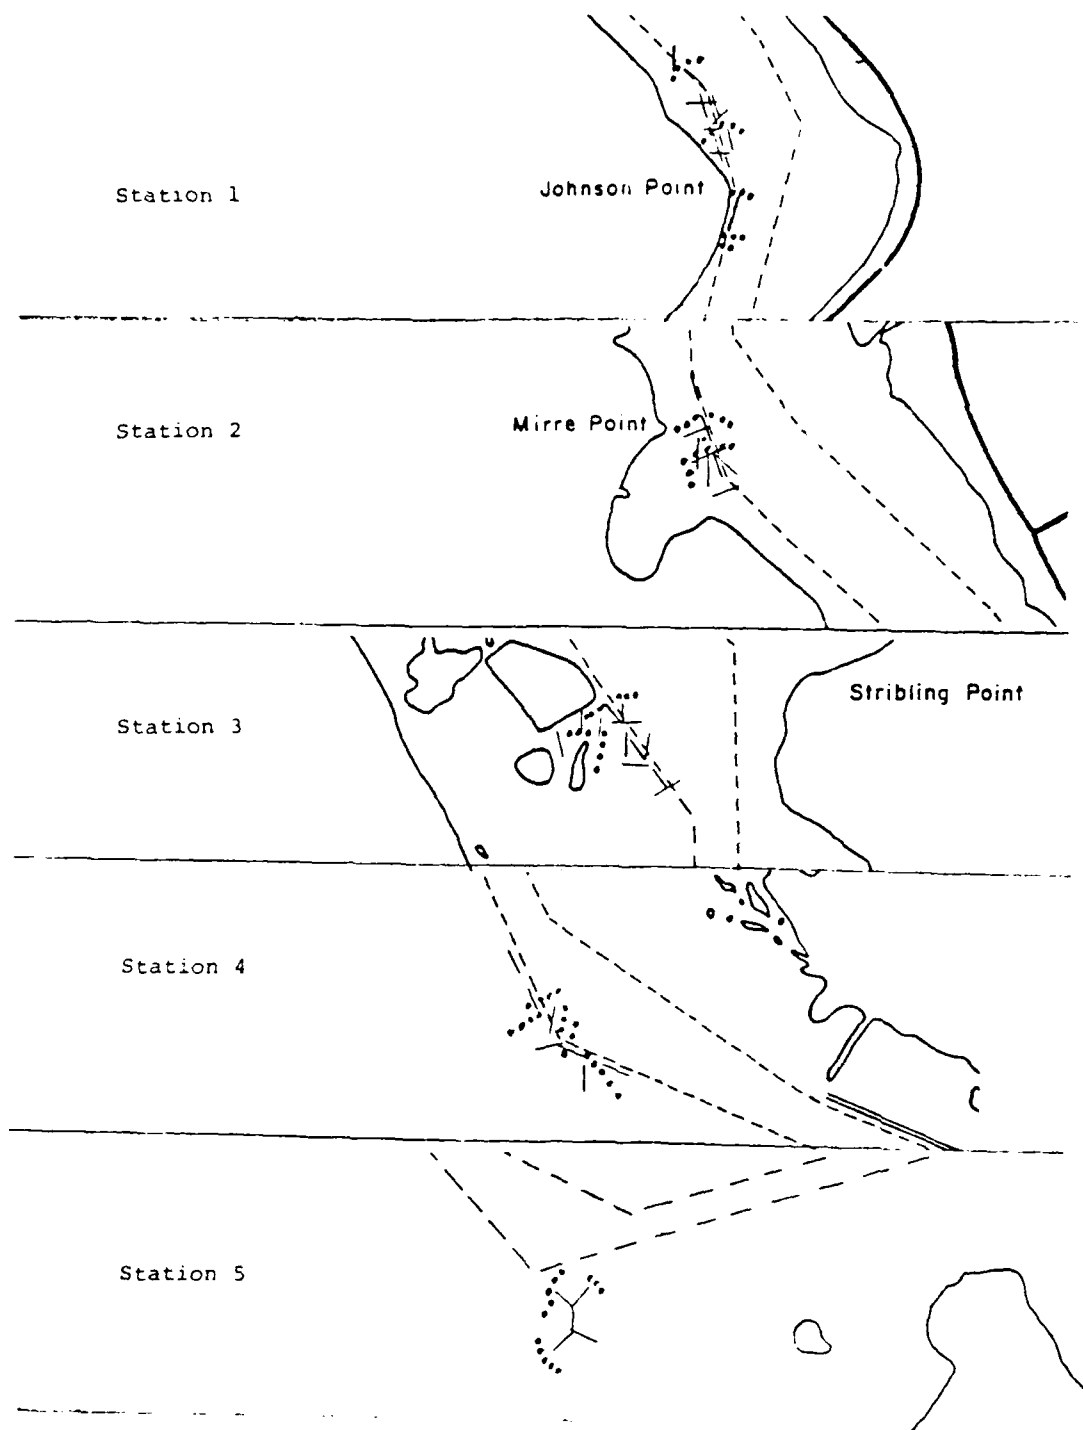 Station 1
Johnson Point
Station 2
Mirre Point
Station 3
Stribling Point
Station 4
Station 5